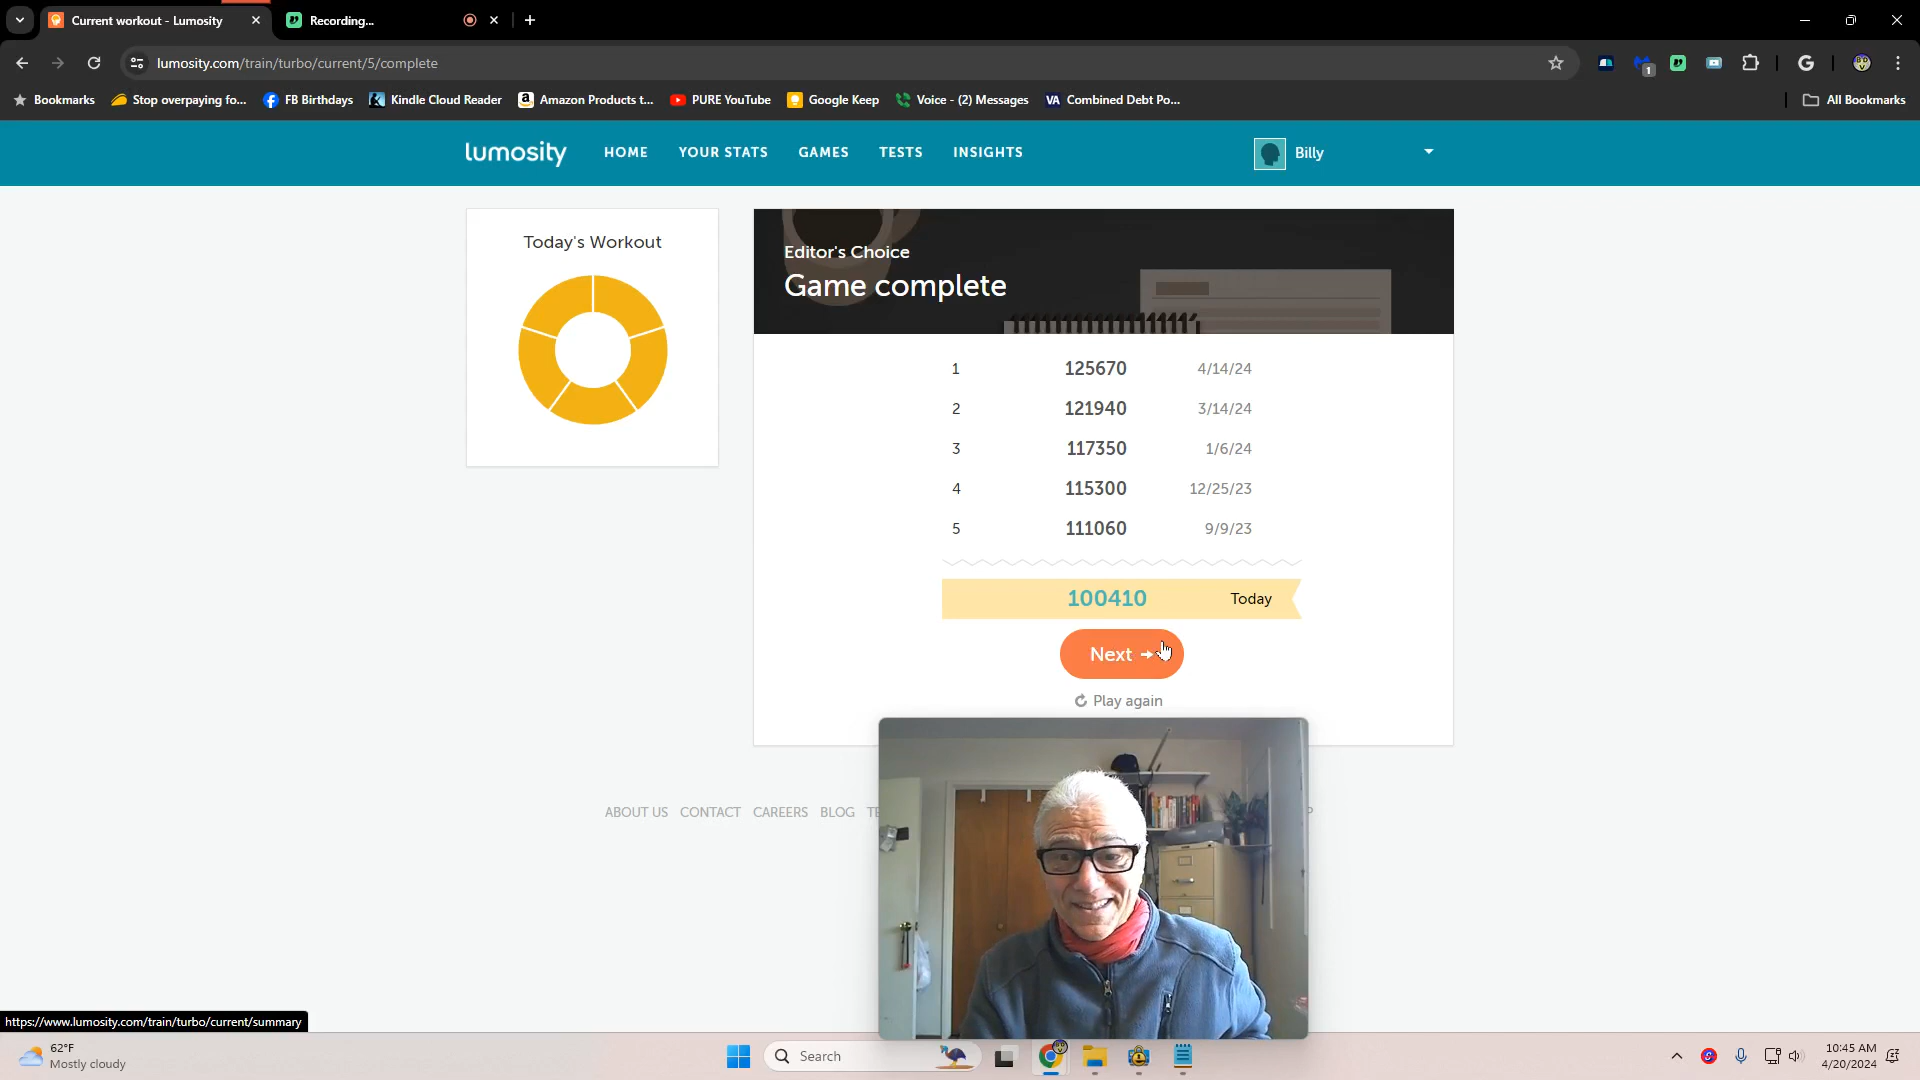 Current workout - Lumosity
Recording...
lumosity.com/train/turbo/current/5/complete
1
Bookmarks
Stop overpaying fo...
FB Birthdays
Kindle Cloud Reader
Amazon Products t...
PURE YouTube
Google Keep
Voice - (2) Messages
VA Combined Debt Po...
All Bookmarks
lumosity
HOME
YOUR STATS
GAMES
TESTS
INSIGHTS
Billy
Today's Workout
Editor's Choice
Game complete
1 125670 4/14/24
2 121940 3/14/24
3 117350 1/6/24
4 115300 12/25/23
5 111060 9/9/23
100410 Today
Next
Play again
ABOUT US CONTACT CAREERS BLOG
https://www.lumosity.com/train/turbo/current/summary
62°F
Mostly cloudy
Search
10:45 AM
4/20/2024